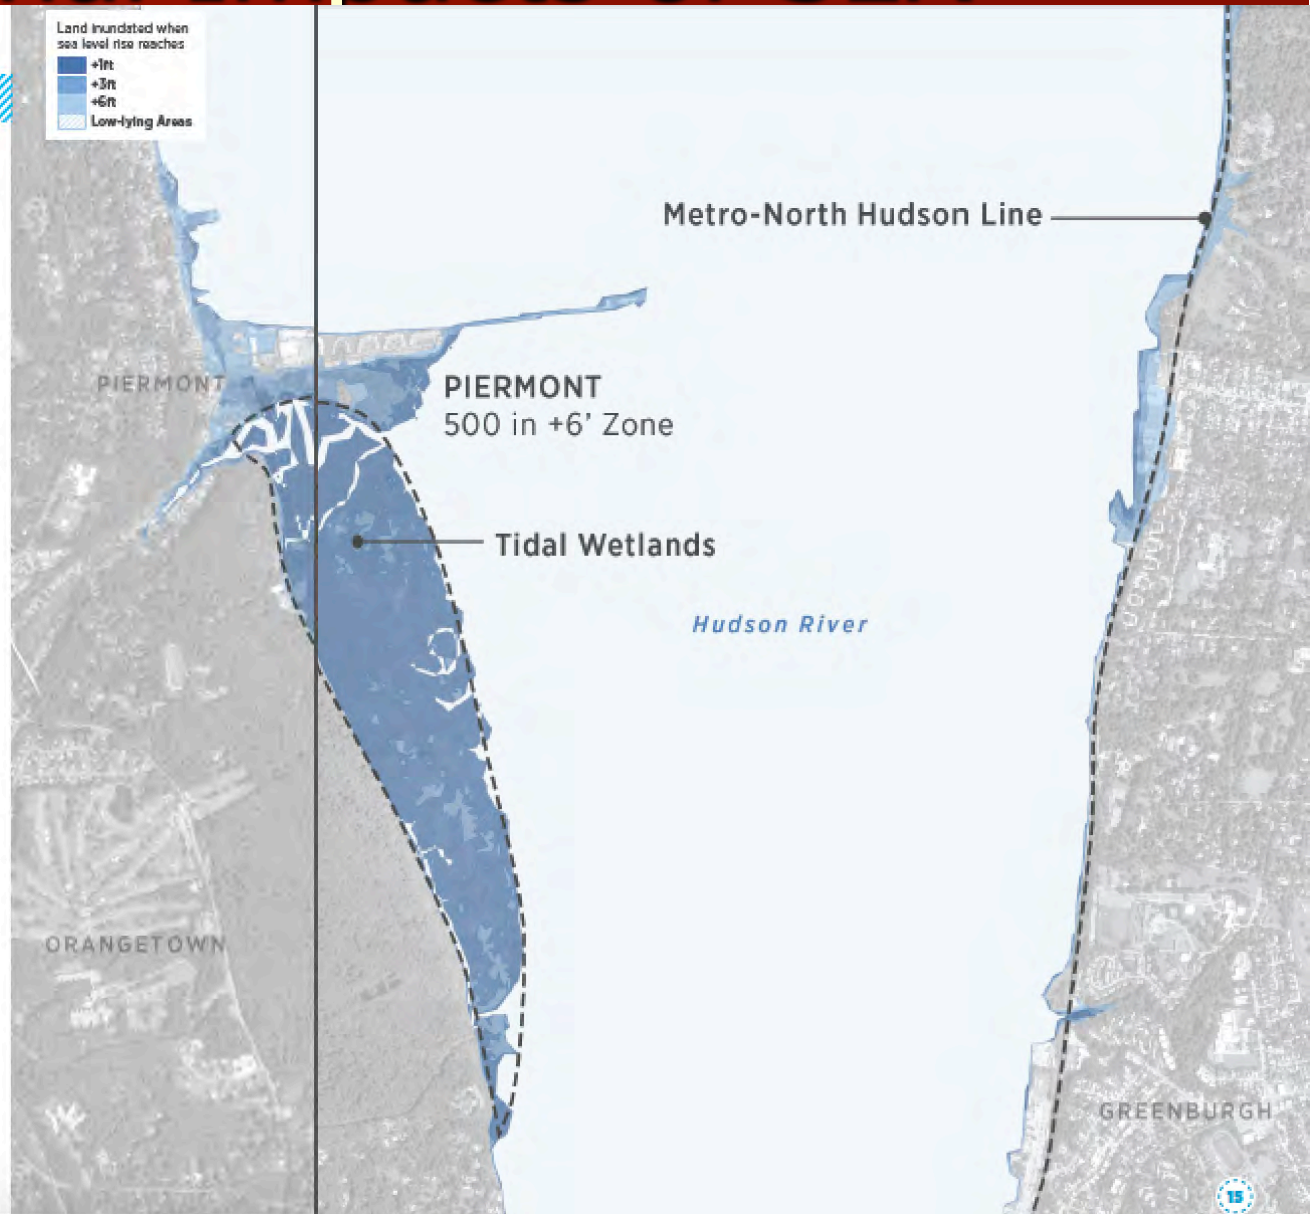 Land inundated when
sea level rise reaches
+1ft
+3ft
+6ft
Low-lying Areas
Metro-North Hudson Line
PIERMONT
PIERMONT
500 in +6’ Zone
Tidal Wetlands
Hudson River
ORANGETOWN
GREENBURGH
15